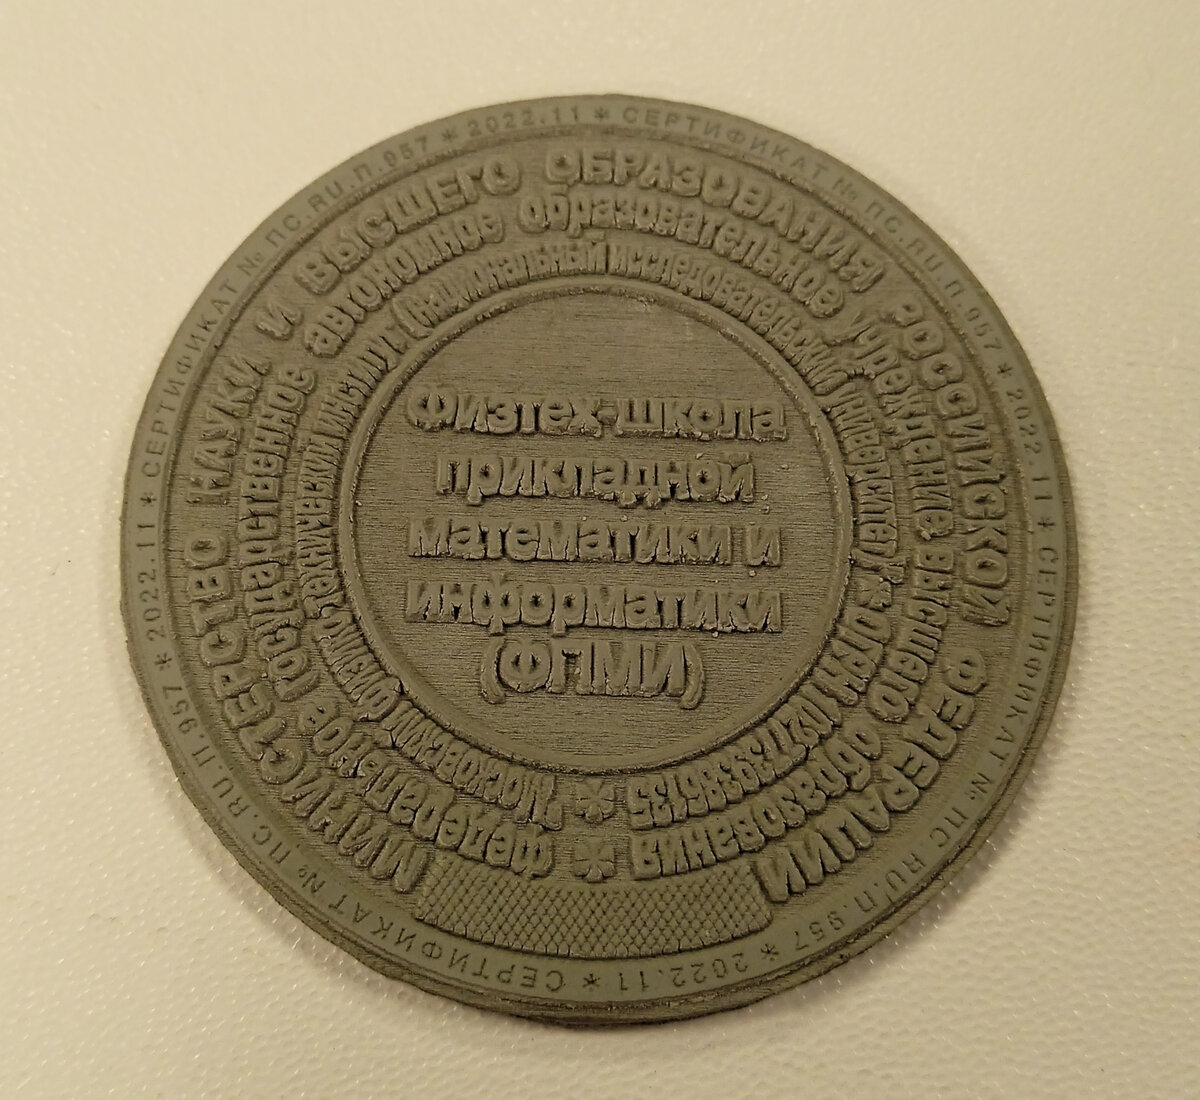 СЕРТИФИКАТ № ПС.RU.П.957 * 2022.11 * СЕРТИФИКАТ № ПС.RU.П.957 * 2022.11 * СЕРТИФИКАТ № ПС.RU.П.957 * 2022.11 * СЕРТИФИКАТ № ПС.RU.П.957 * 2022.11 *
МИНИСТЕРСТВО НАУКИ И ВЫСШЕГО ОБРАЗОВАНИЯ РОССИЙСКОЙ ФЕДЕРАЦИИ
федеральное государственное автономное образовательное учреждение высшего образования
"Московский физико-технический институт (национальный исследовательский университет)" ОГРН 1027739386135
Физтех-школа
прикладной
математики и
информатики
(ФПМИ)